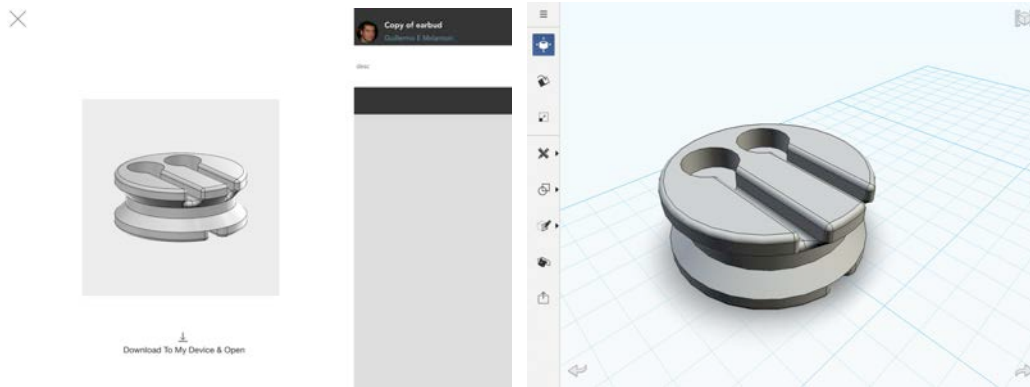 Copy of earbud
Guillermo E Melantoni
desc
Download To My Device & Open